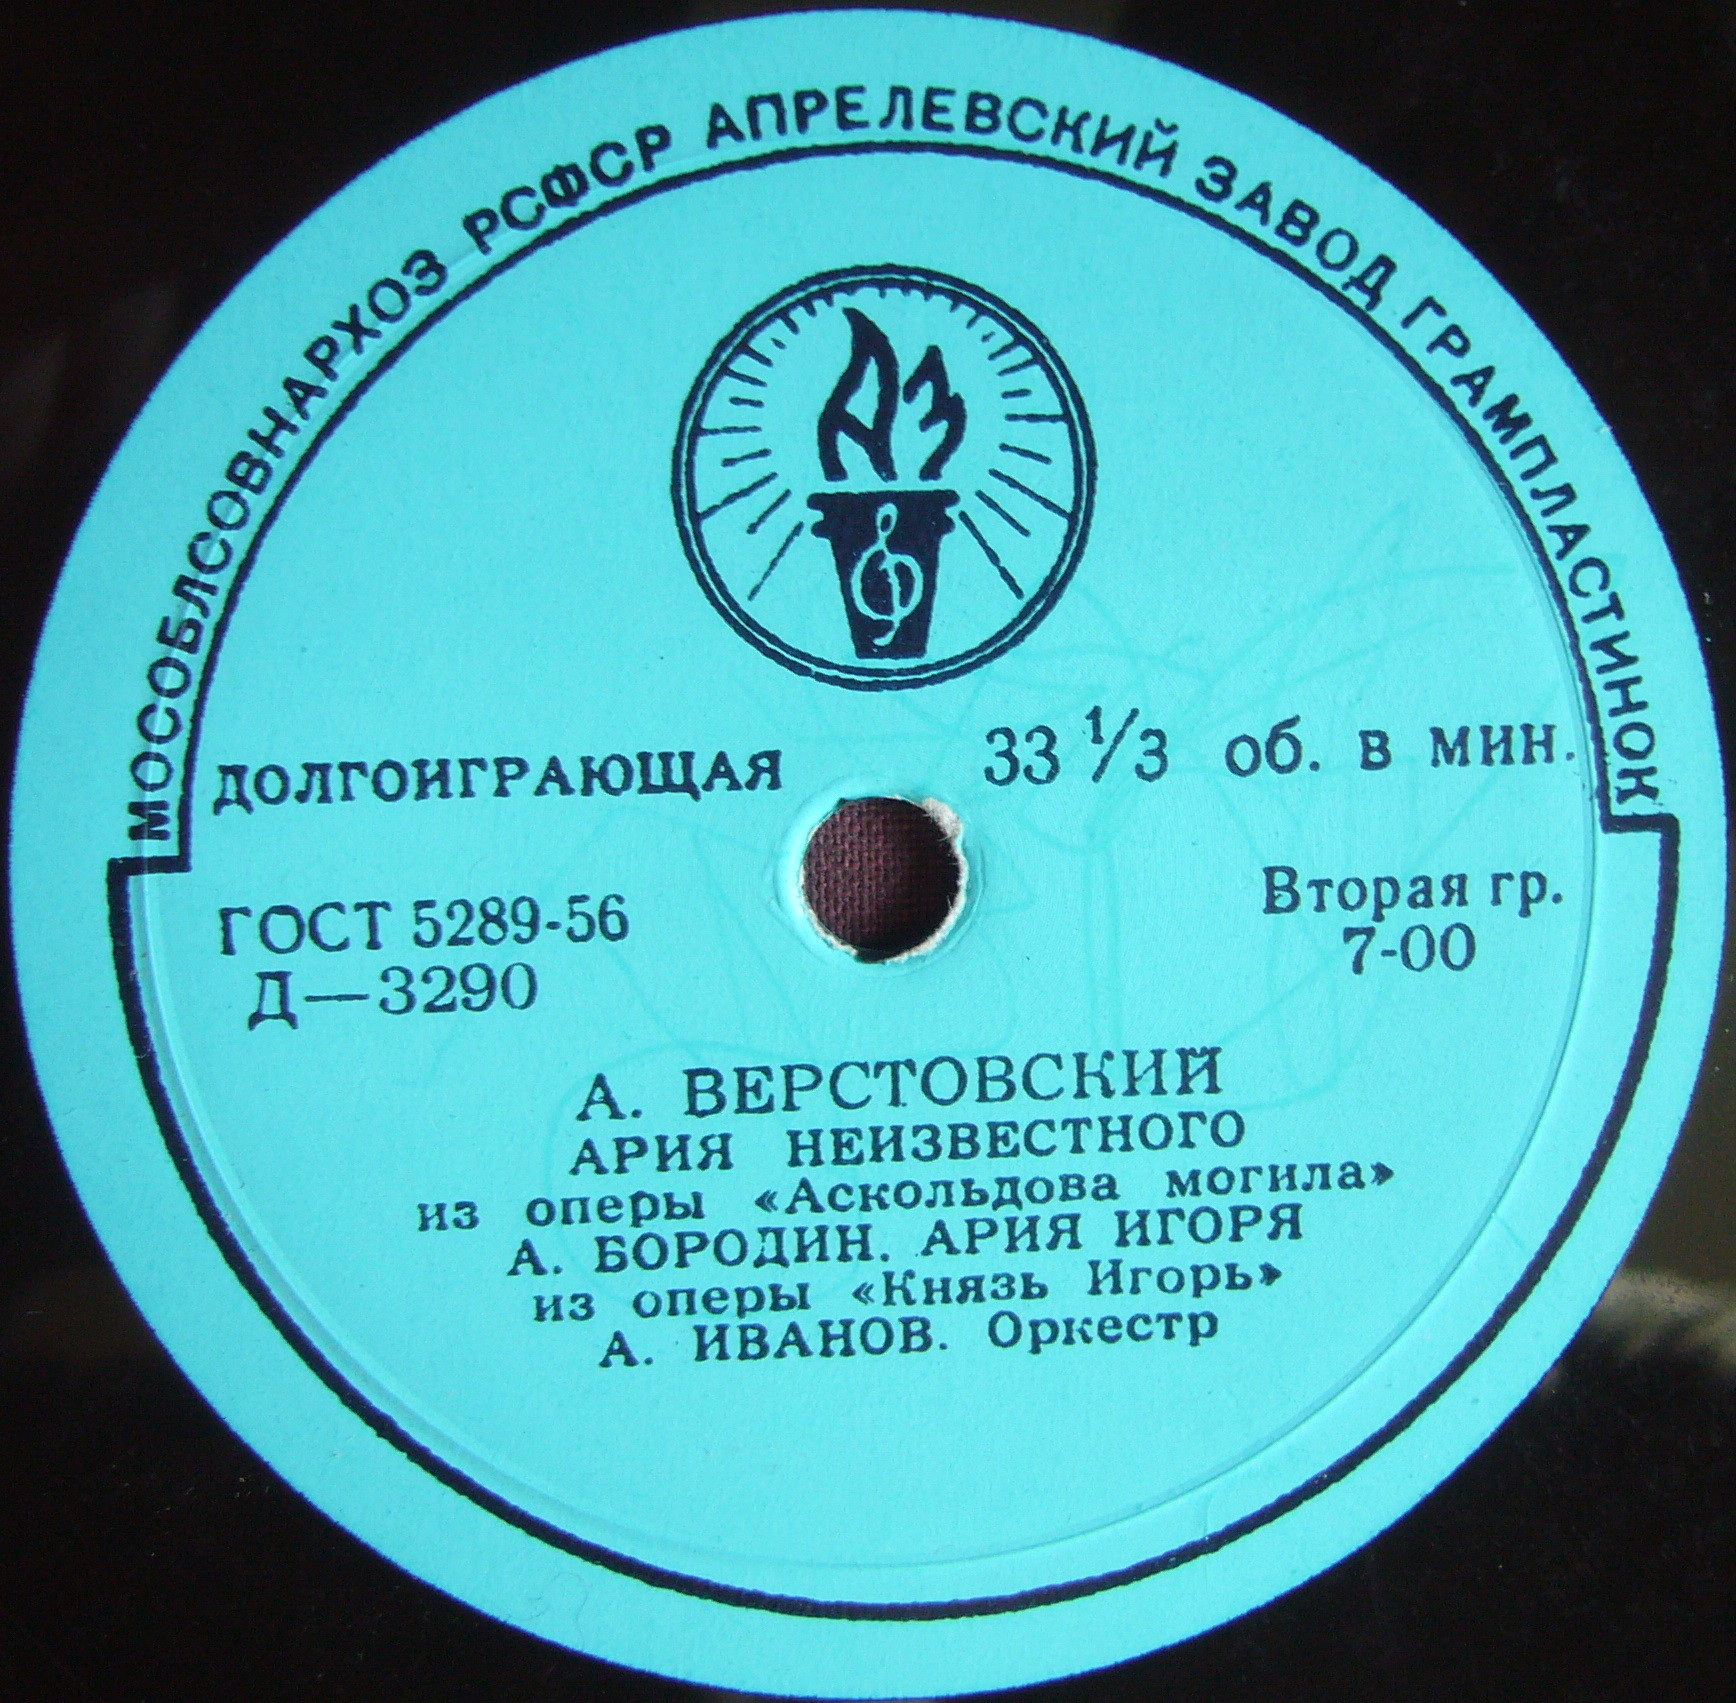 МОСОБЛСОВНАРХОЗ РСФСР АПРЕЛЕВСКИЙ ЗАВОД ГРАМПЛАСТИНОК
АЗ
ДОЛГОИГРАЮЩАЯ 33 1/3 об. в мин.
ГОСТ 5289-56 Вторая гр.
Д—3290 7-00
А. ВЕРСТОВСКИЙ
АРИЯ НЕИЗВЕСТНОГО
из оперы «Аскольдова могила»
А. БОРОДИН. АРИЯ ИГОРЯ
из оперы «Князь Игорь»
А. ИВАНОВ. Оркестр